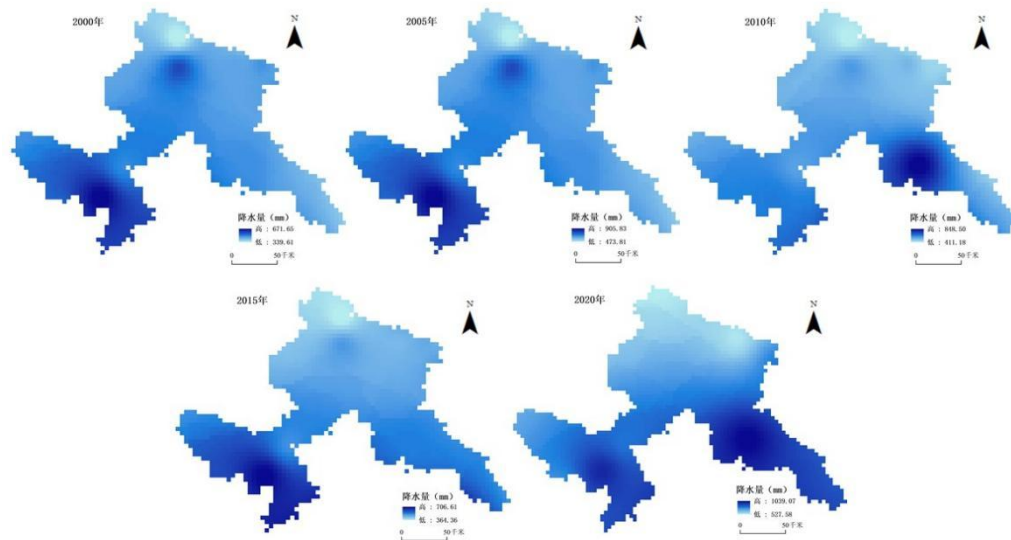 2000年
N
降水量（mm）
高 : 671.65
低 : 339.61
0 50千米
2005年
N
降水量（mm）
高 : 905.83
低 : 473.81
0 50千米
2010年
N
降水量（mm）
高 : 848.50
低 : 411.18
0 50千米
2015年
N
降水量（mm）
高 : 706.61
低 : 364.36
0 50千米
2020年
N
降水量（mm）
高 : 1039.07
低 : 527.58
0 50千米